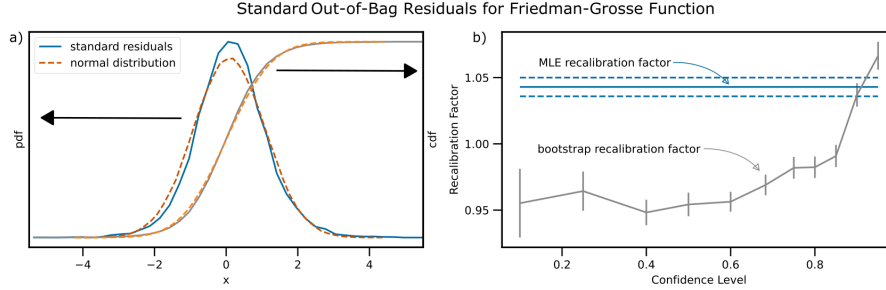 Standard Out-of-Bag Residuals for Friedman-Grosse Function
a)
standard residuals
normal distribution
pdf
cdf
−4
−2
0
2
4
x
b)
MLE recalibration factor
bootstrap recalibration factor
Recalibration Factor
1.05
1.00
0.95
0.2
0.4
0.6
0.8
Confidence Level